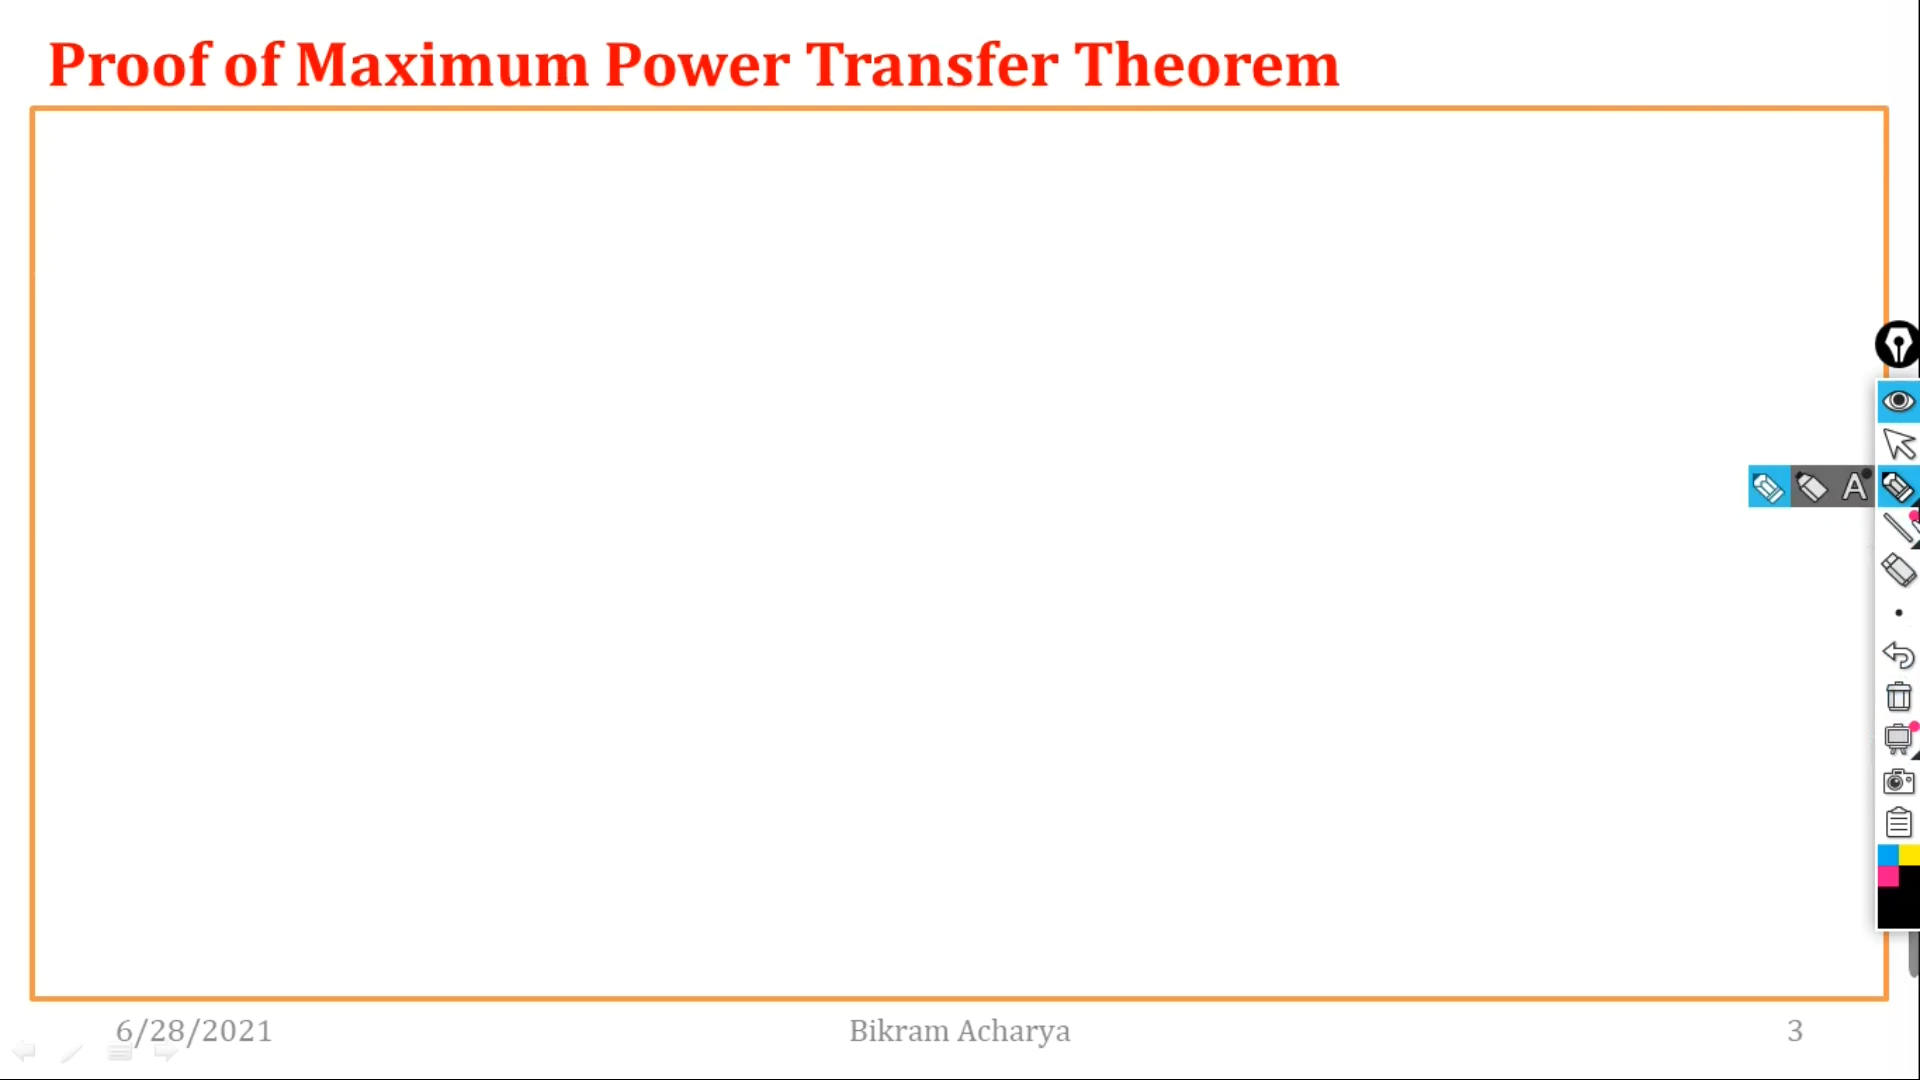 Proof of Maximum Power Transfer Theorem
A
6/28/2021
Bikram Acharya
3